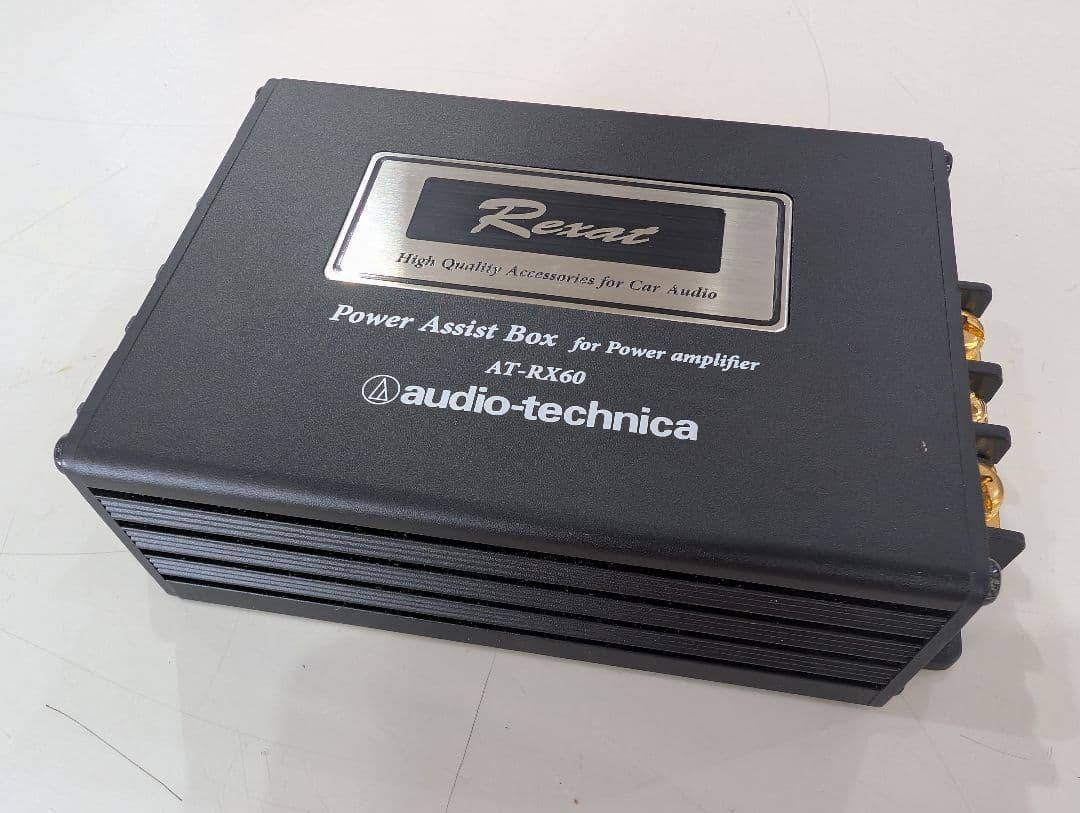 Rexat
High Quality Accessories for Car Audio
Power Assist Box for Power amplifier
AT-RX60
audio-technica